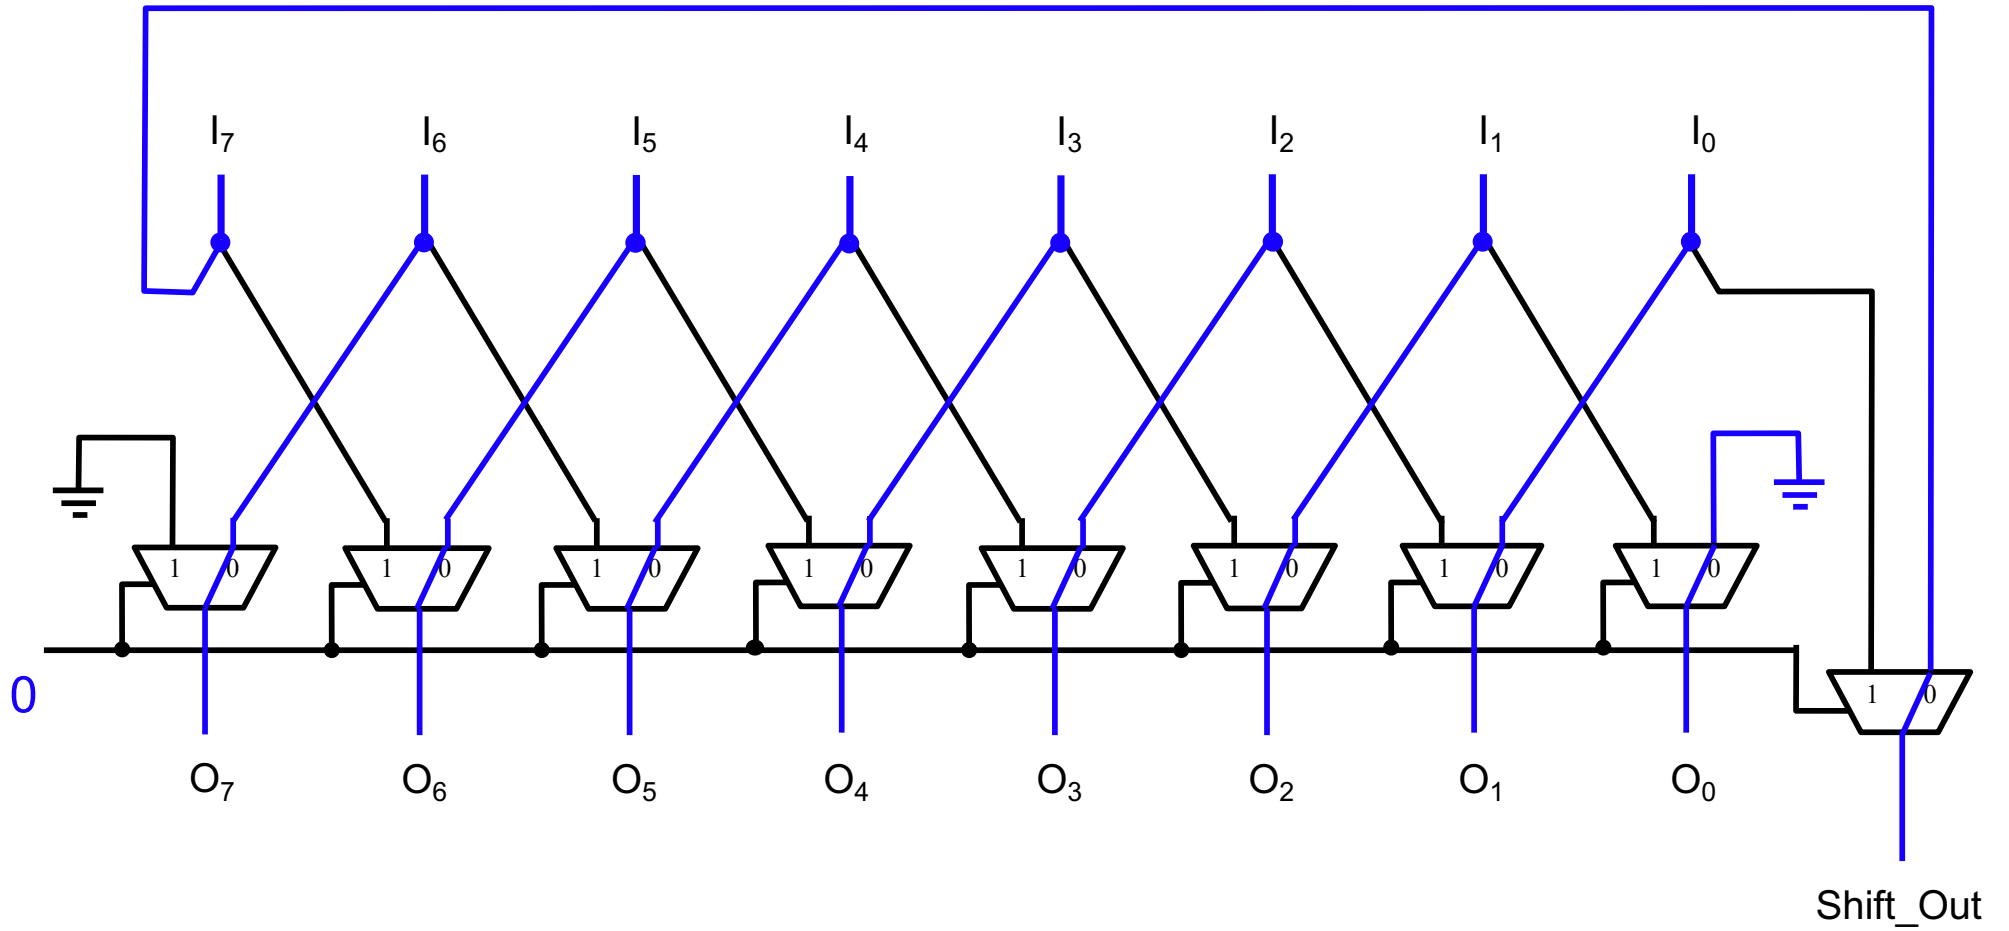 I₇ I₆ I₅ I₄ I₃ I₂ I₁ I₀
1 0 1 0 1 0 1 0 1 0 1 0 1 0 1 0
0 1 0
O₇ O₆ O₅ O₄ O₃ O₂ O₁ O₀
Shift_Out